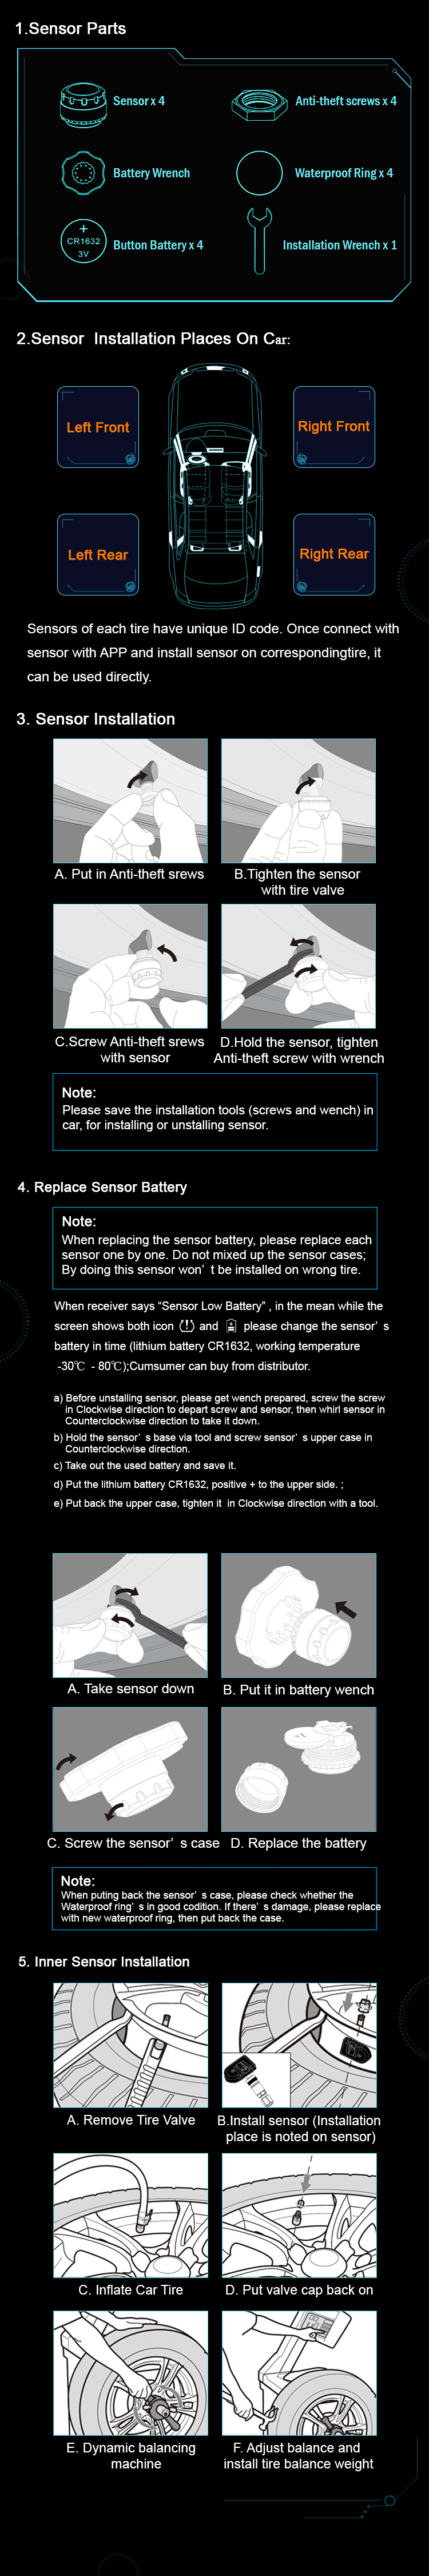 1.Sensor Parts
Sensor x 4
Anti-theft screws x 4
Battery Wrench
Waterproof Ring x 4
+
CR1632
3V
Button Battery x 4
Installation Wrench x 1
2.Sensor Installation Places On Car:
Left Front
Right Front
Left Rear
Right Rear
Sensors of each tire have unique ID code. Once connect with
sensor with APP and install sensor on correspondingtire, it
can be used directly.
3. Sensor Installation
A. Put in Anti-theft srews
B.Tighten the sensor
with tire valve
C.Screw Anti-theft srews
with sensor
D.Hold the sensor, tighten
Anti-theft screw with wrench
Note:
Please save the installation tools (screws and wench) in
car, for installing or unstalling sensor.
4. Replace Sensor Battery
Note:
When replacing the sensor battery, please replace each
sensor one by one. Do not mixed up the sensor cases;
By doing this sensor won’ t be installed on wrong tire.
When receiver says “Sensor Low Battery” , in the mean while the
screen shows both icon (!) and please change the sensor’ s
battery in time (lithium battery CR1632, working temperature
-30℃ - 80℃);Cumsumer can buy from distributor.
a) Before unstalling sensor, please get wench prepared, screw the screw
in Clockwise direction to depart screw and sensor, then whirl sensor in
Counterclockwise direction to take it down.
b) Hold the sensor’ s base via tool and screw sensor’ s upper case in
Counterclockwise direction.
c) Take out the used battery and save it.
d) Put the lithium battery CR1632, positive + to the upper side. ;
e) Put back the upper case, tighten it in Clockwise direction with a tool.
A. Take sensor down
B. Put it in battery wench
C. Screw the sensor’ s case
D. Replace the battery
Note:
When puting back the sensor’ s case, please check whether the
Waterproof ring’ s in good codition. If there’ s damage, please replace
with new waterproof ring, then put back the case.
5. Inner Sensor Installation
A. Remove Tire Valve
B.Install sensor (Installation
place is noted on sensor)
C. Inflate Car Tire
D. Put valve cap back on
E. Dynamic balancing
machine
F. Adjust balance and
install tire balance weight